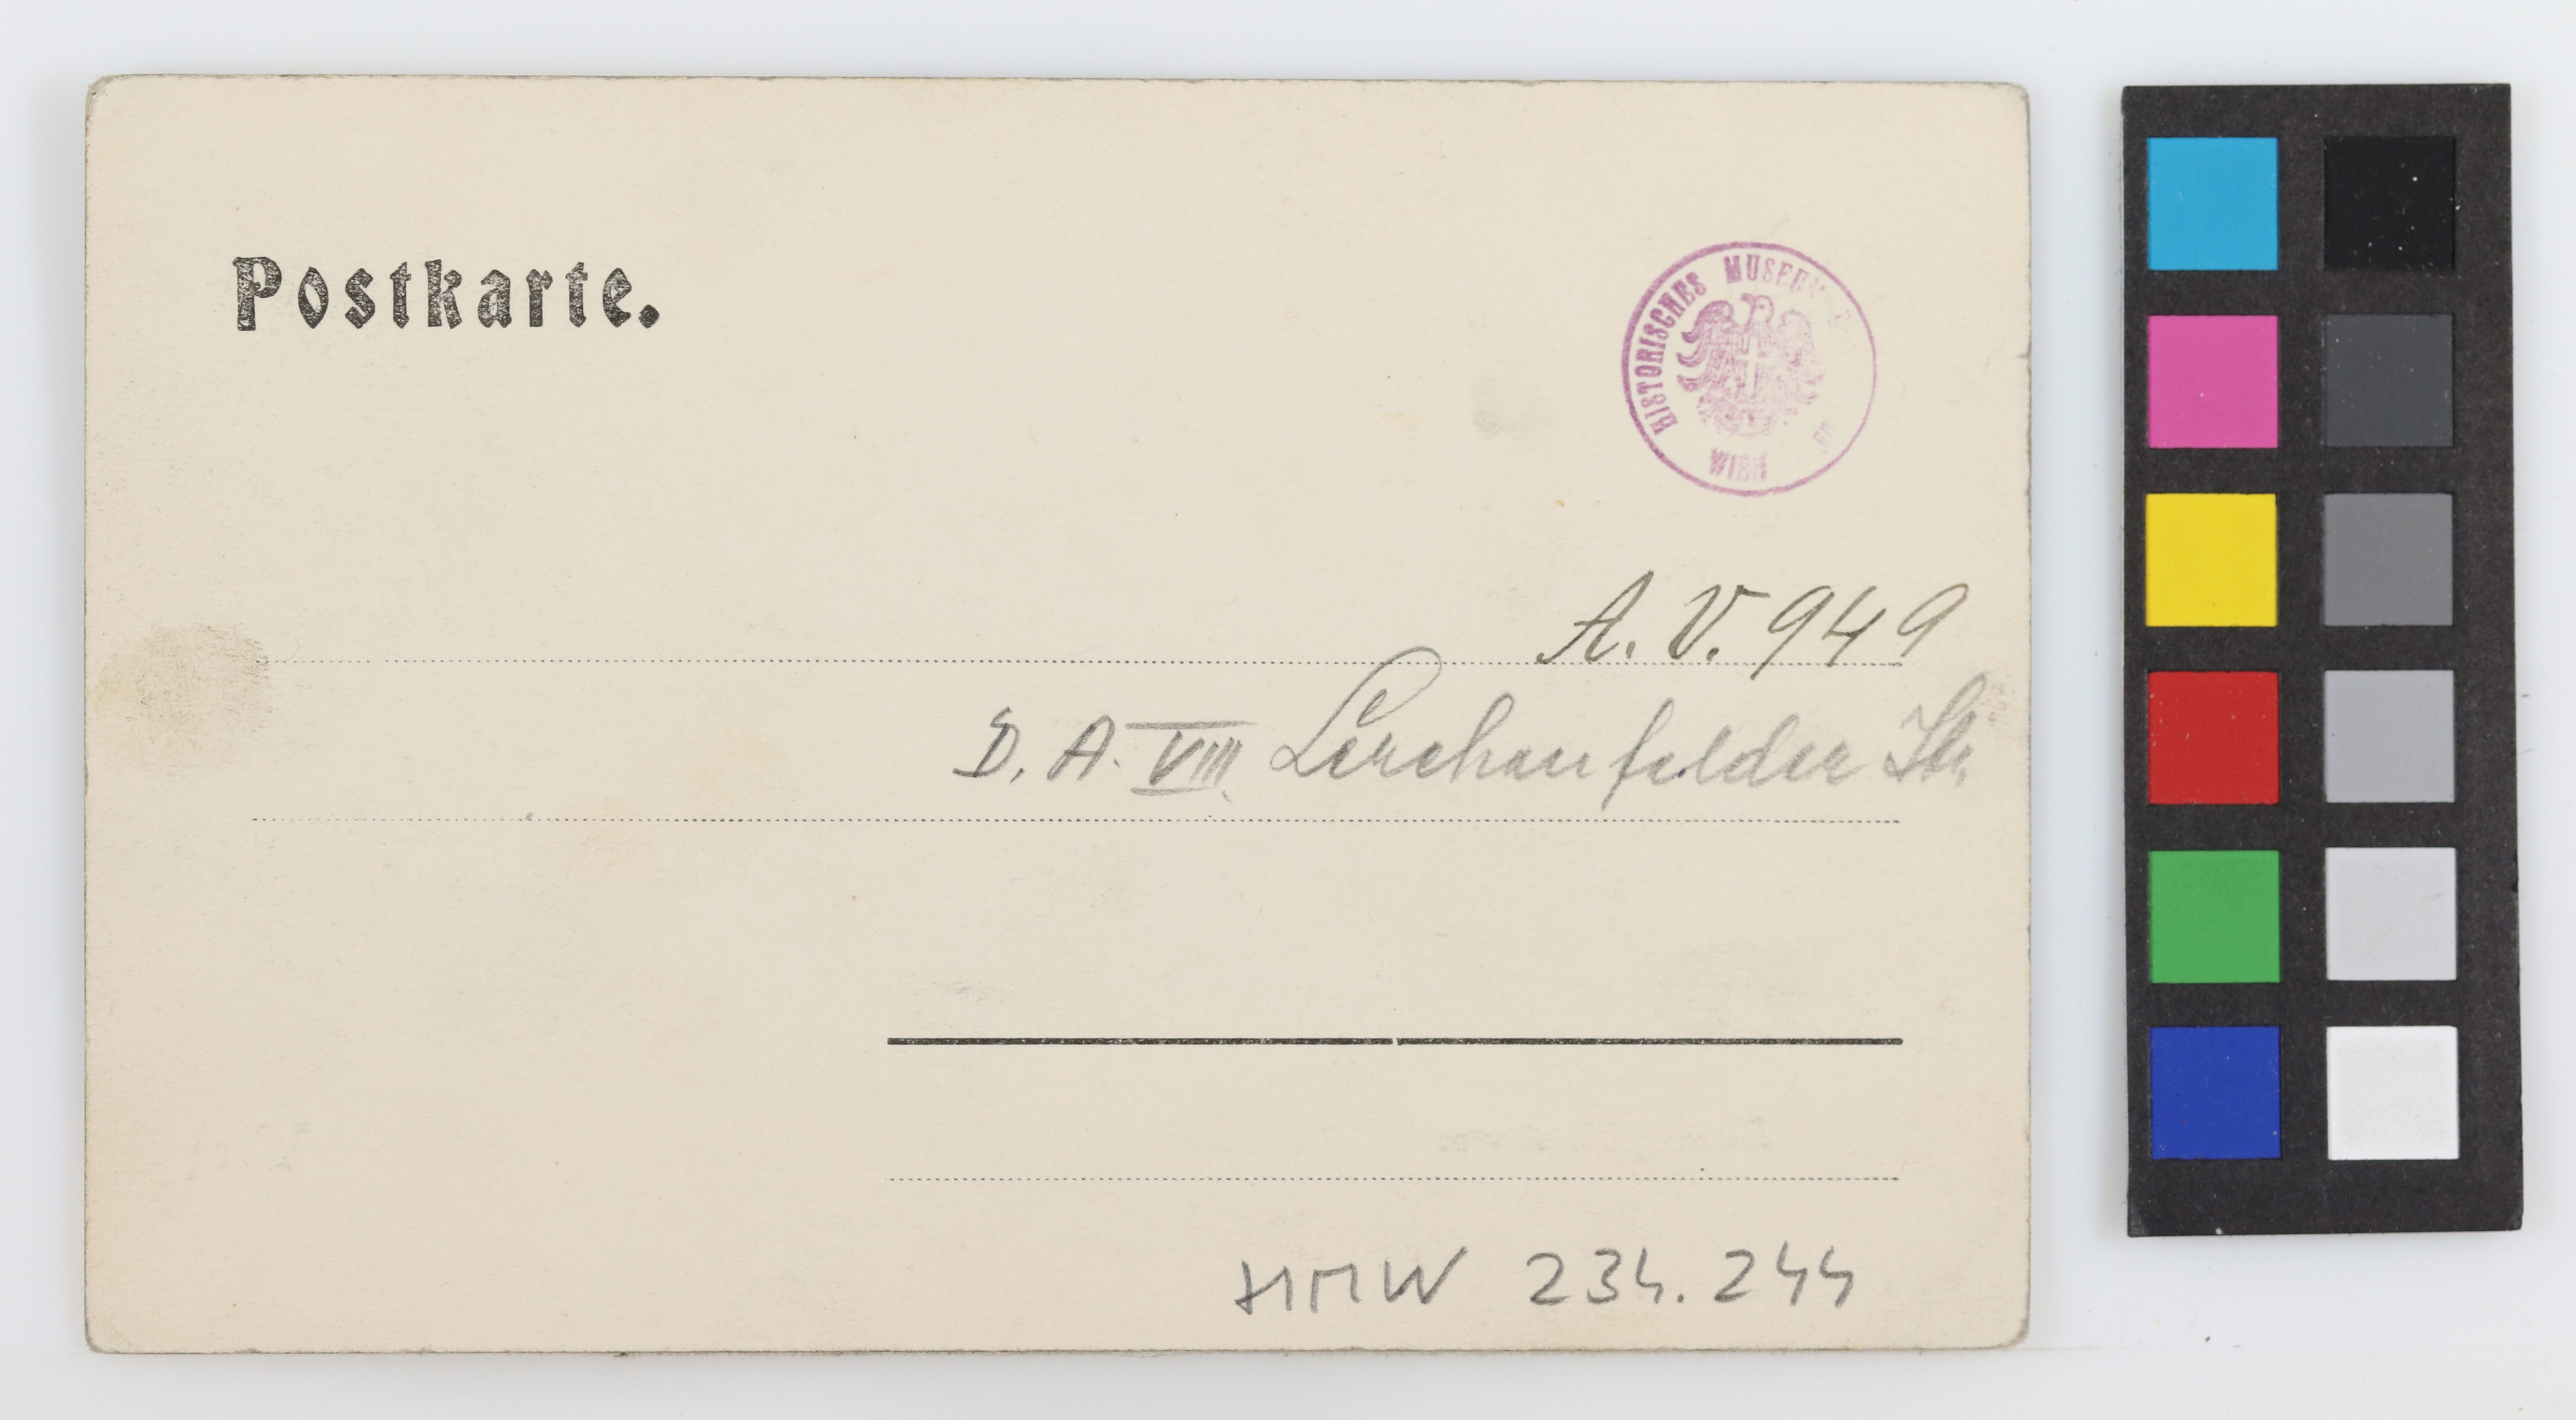 Postkarte.
HISTORISCHES MUSEUM
WIEN
A. V. 949
D. A. VIII Lerchenfelder Str.
HMW 234.244